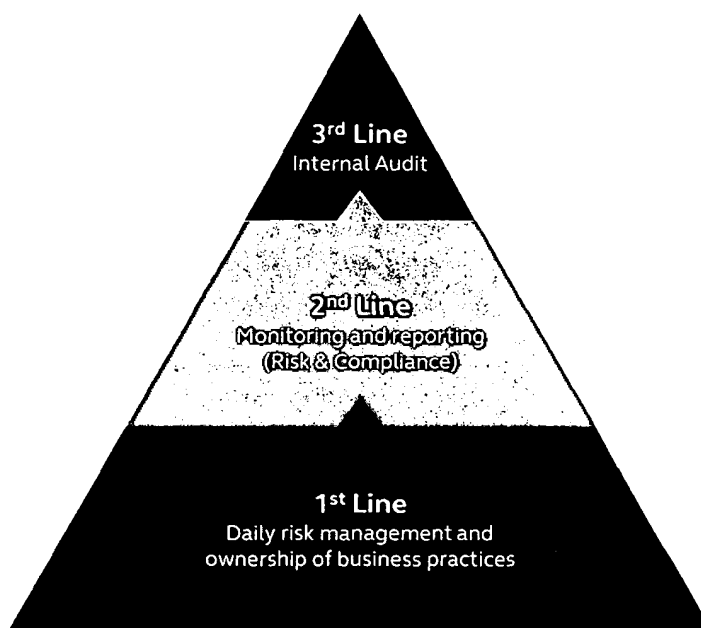 3rd Line
Internal Audit
2nd Line
Monitoring and reporting
(Risk & Compliance)
1st Line
Daily risk management and
ownership of business practices